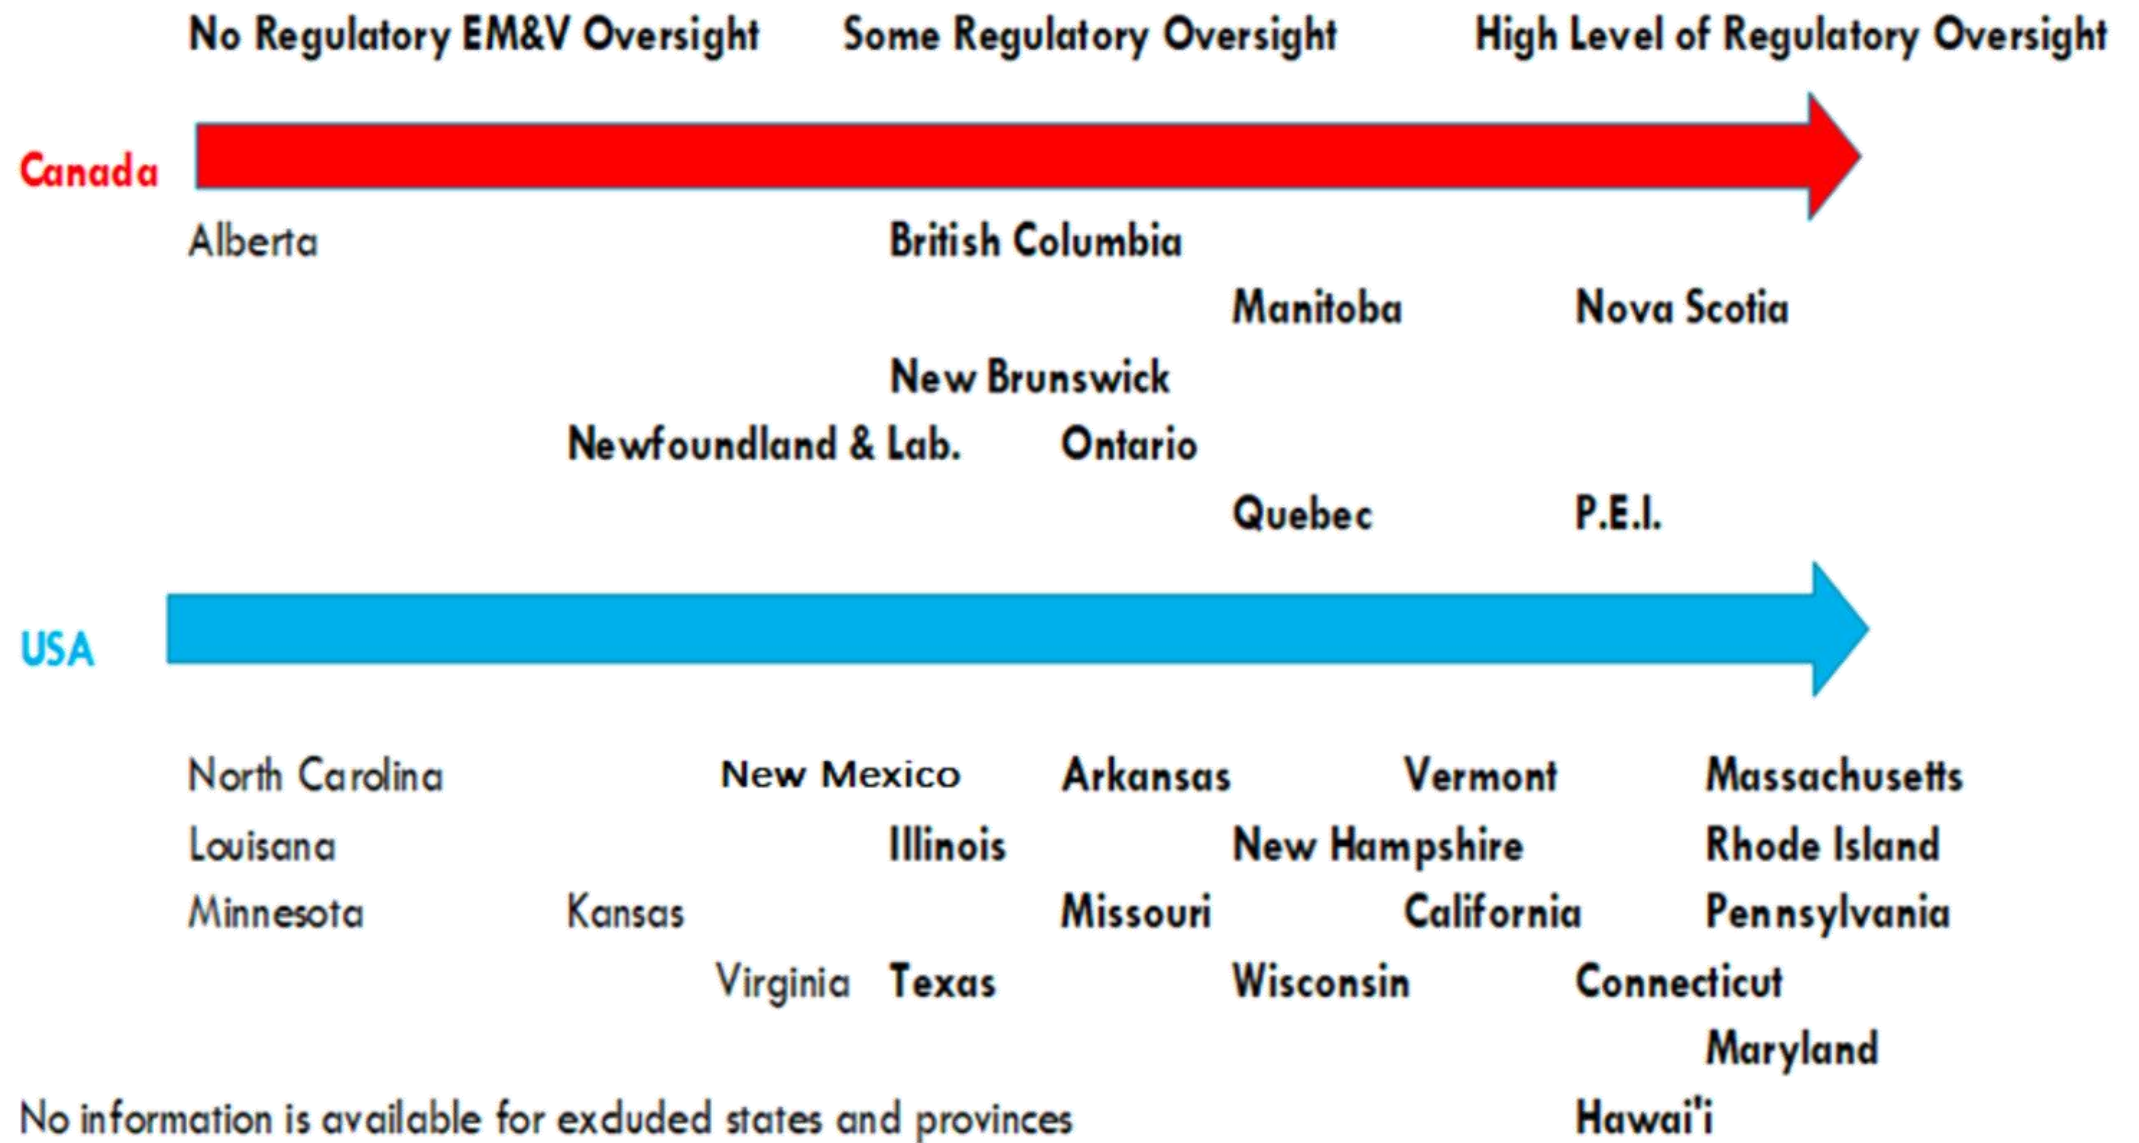 No Regulatory EM&V Oversight Some Regulatory Oversight High Level of Regulatory Oversight
Canada
Alberta British Columbia
Manitoba Nova Scotia
New Brunswick
Newfoundland & Lab. Ontario
Quebec P.E.I.
USA
North Carolina New Mexico Arkansas Vermont Massachusetts
Louisana Illinois New Hampshire Rhode Island
Minnesota Kansas Missouri California Pennsylvania
Virginia Texas Wisconsin Connecticut
Maryland
No information is available for excluded states and provinces Hawai'i